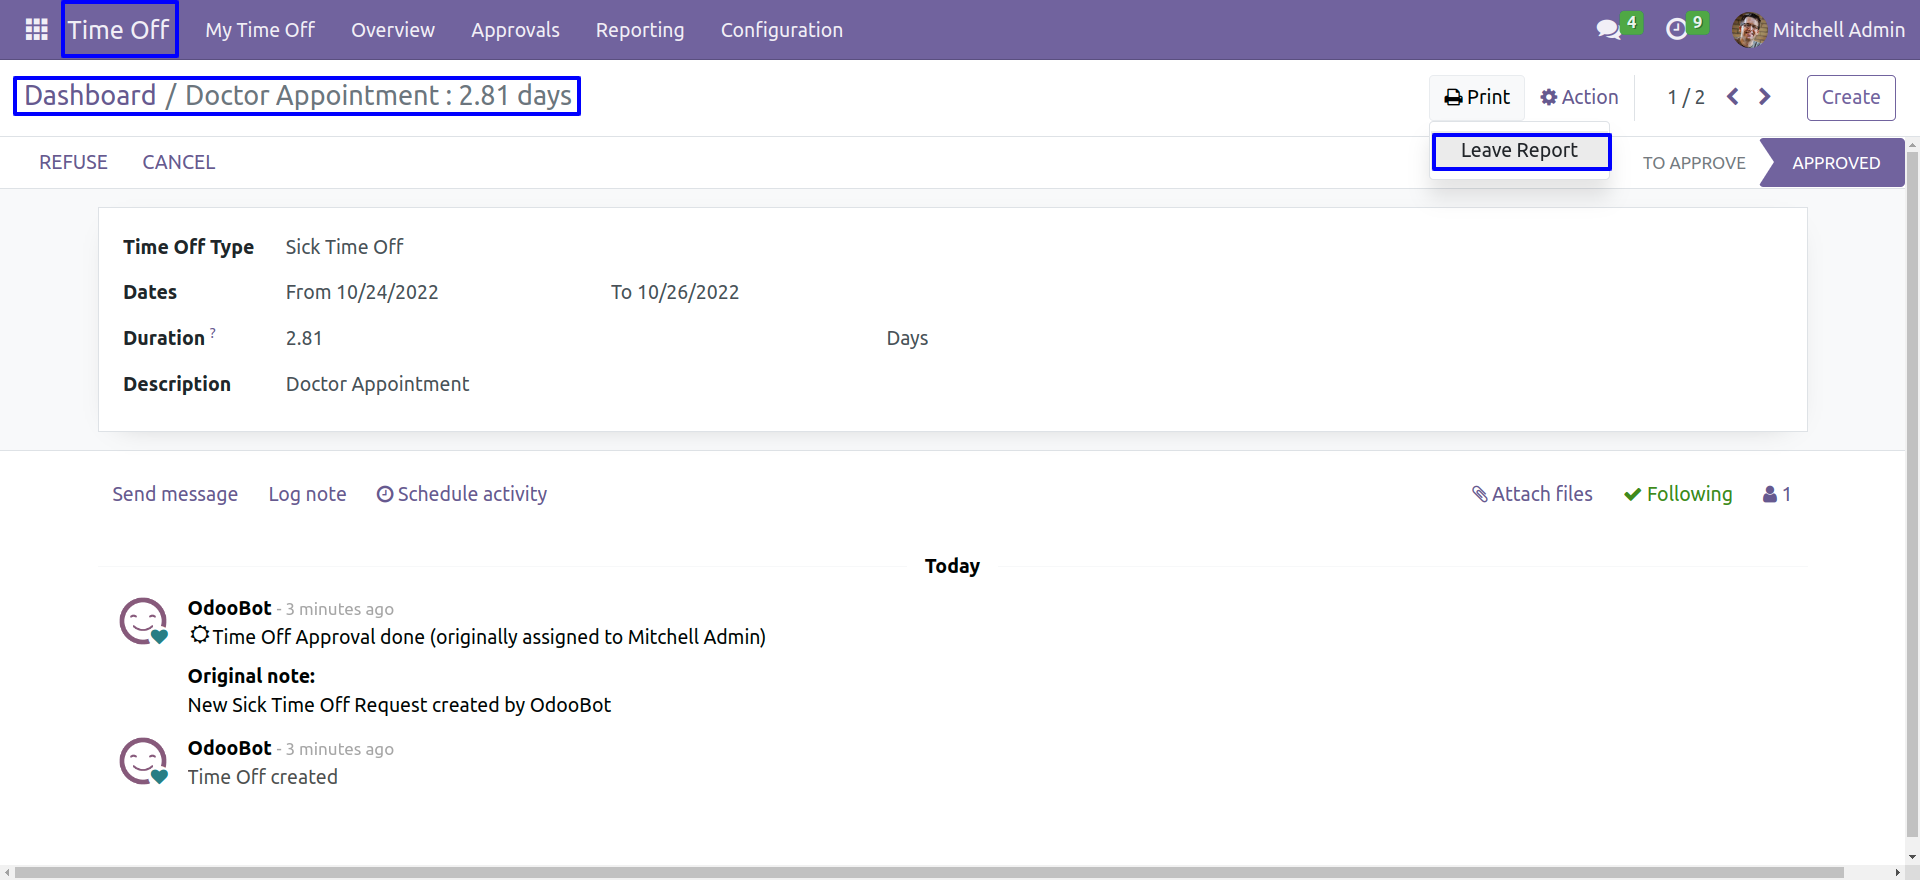 Time Off My Time Off Overview Approvals Reporting Configuration 4 9 Mitchell Admin
Dashboard / Doctor Appointment : 2.81 days Print Action 1 / 2 Create
Leave Report
REFUSE CANCEL TO APPROVE APPROVED
Time Off Type Sick Time Off
Dates From 10/24/2022 To 10/26/2022
Duration ? 2.81 Days
Description Doctor Appointment
Send message Log note Schedule activity Attach files Following 1
Today
OdooBot - 3 minutes ago
Time Off Approval done (originally assigned to Mitchell Admin)
Original note:
New Sick Time Off Request created by OdooBot
OdooBot - 3 minutes ago
Time Off created